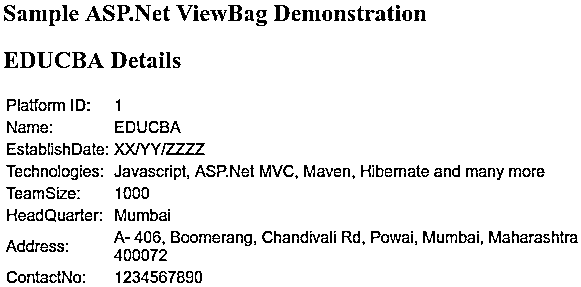 Sample ASP.Net ViewBag Demonstration
EDUCBA Details
Platform ID: 1
Name: EDUCBA
EstablishDate: XX/YY/ZZZZ
Technologies: Javascript, ASP.Net MVC, Maven, Hibernate and many more
TeamSize: 1000
HeadQuarter: Mumbai
Address: A- 406, Boomerang, Chandivali Rd, Powai, Mumbai, Maharashtra
400072
ContactNo: 1234567890